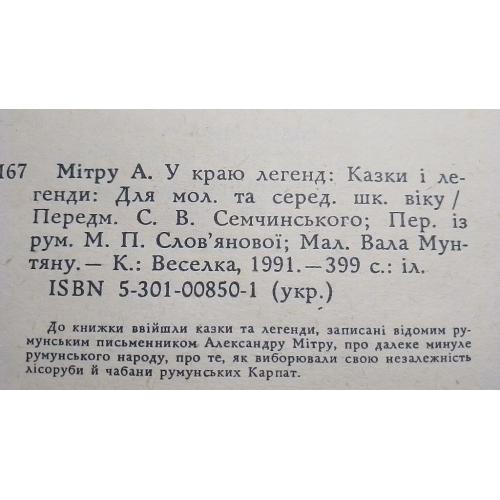 М67 Мітру А. У краю легенд: Казки і ле-
генди: Для мол. та серед. шк. віку /
Передм. С. В. Семчинського; Пер. із
рум. М. П. Слов'янової; Мал. Вала Мун-
тяну.— К.: Веселка, 1991.—399 с.: іл.
ISBN 5-301-00850-1 (укр.)
До книжки ввійшли казки та легенди, записані відомим ру-
мунським письменником Александру Мітру, про далеке минуле
румунського народу, про те, як виборювали свою незалежність
лісоруби й чабани румунських Карпат.